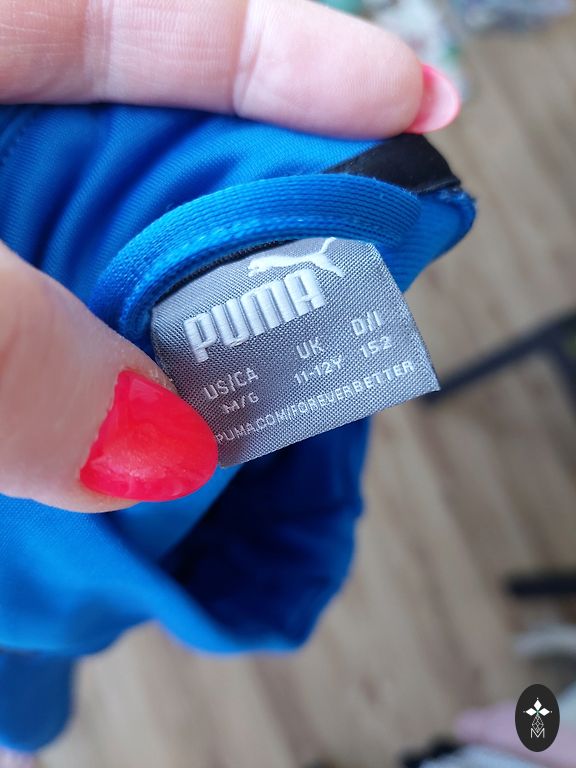 PUMA
US/CA UK D/I
M/G 11-12Y 152
PUMA.COM/FOREVERBETTER
M